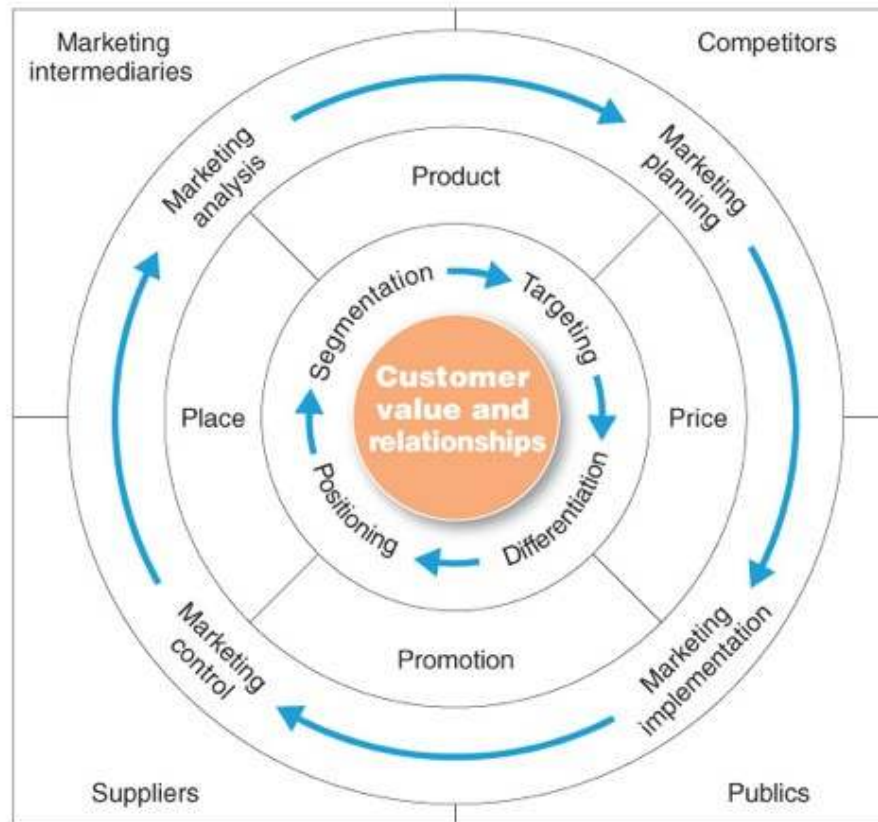 Marketing
intermediaries
Competitors
Marketing
analysis
Marketing
planning
Product
Segmentation
Targeting
Customer
value and
relationships
Place
Price
Positioning
Differentiation
Promotion
Marketing
control
Marketing
implementation
Suppliers
Publics